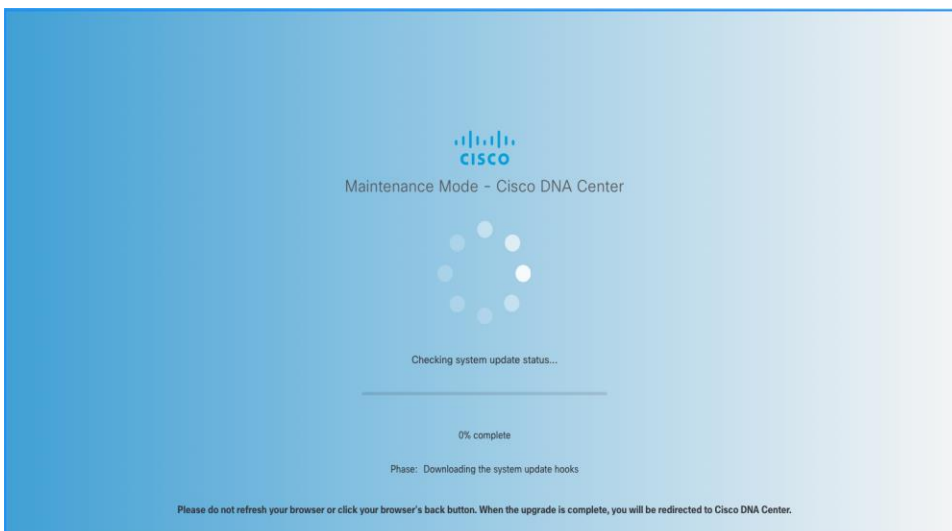 CISCO
Maintenance Mode - Cisco DNA Center
Checking system update status...
0% complete
Phase: Downloading the system update hooks
Please do not refresh your browser or click your browser's back button. When the upgrade is complete, you will be redirected to Cisco DNA Center.